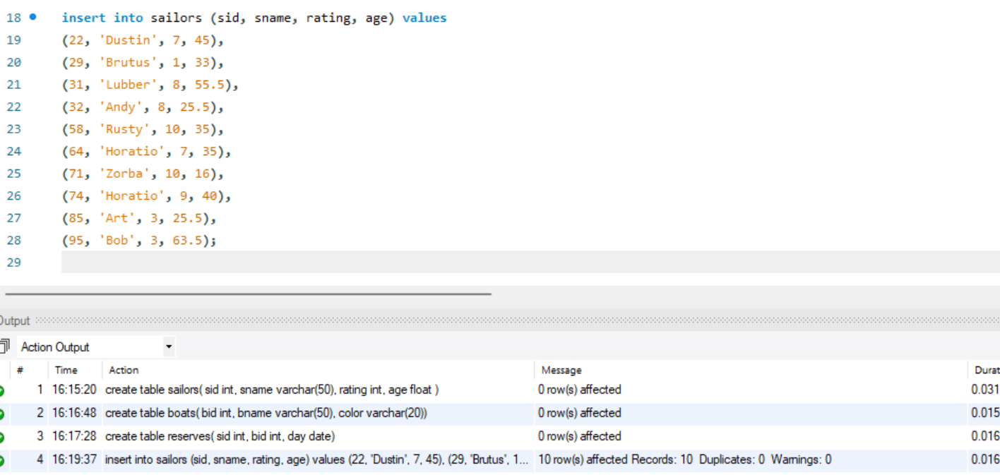 18 insert into sailors (sid, sname, rating, age) values
19 (22, 'Dustin', 7, 45),
20 (29, 'Brutus', 1, 33),
21 (31, 'Lubber', 8, 55.5),
22 (32, 'Andy', 8, 25.5),
23 (58, 'Rusty', 10, 35),
24 (64, 'Horatio', 7, 35),
25 (71, 'Zorba', 10, 16),
26 (74, 'Horatio', 9, 40),
27 (85, 'Art', 3, 25.5),
28 (95, 'Bob', 3, 63.5);
29
Output
Action Output
# Time Action Message Durat
1 16:15:20 create table sailors( sid int, sname varchar(50), rating int, age float ) 0 row(s) affected 0.031
2 16:16:48 create table boats( bid int, bname varchar(50), color varchar(20)) 0 row(s) affected 0.015
3 16:17:28 create table reserves( sid int, bid int, day date) 0 row(s) affected 0.016
4 16:19:37 insert into sailors (sid, sname, rating, age) values (22, 'Dustin', 7, 45), (29, 'Brutus', 1... 10 row(s) affected Records: 10 Duplicates: 0 Warnings: 0 0.016